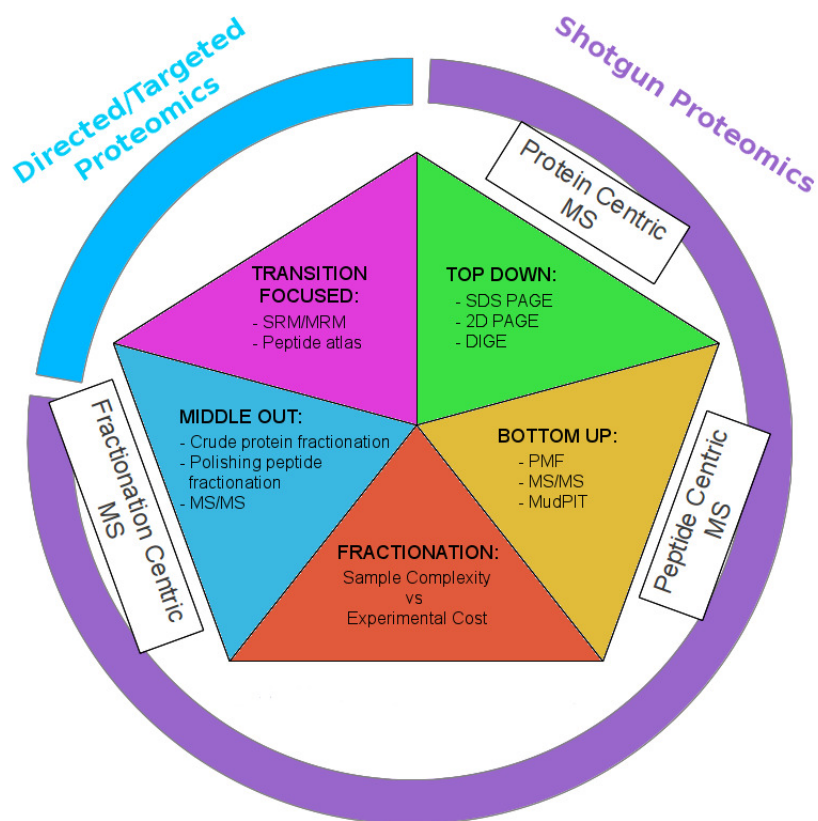 Directed/Targeted
Proteomics
Shotgun Proteomics
Protein Centric
MS
TRANSITION
FOCUSED:
- SRM/MRM
- Peptide atlas
TOP DOWN:
- SDS PAGE
- 2D PAGE
- DIGE
Fractionation Centric
MS
MIDDLE OUT:
- Crude protein fractionation
- Polishing peptide
fractionation
- MS/MS
BOTTOM UP:
- PMF
- MS/MS
- MudPIT
Peptide Centric
MS
FRACTIONATION:
Sample Complexity
vs
Experimental Cost